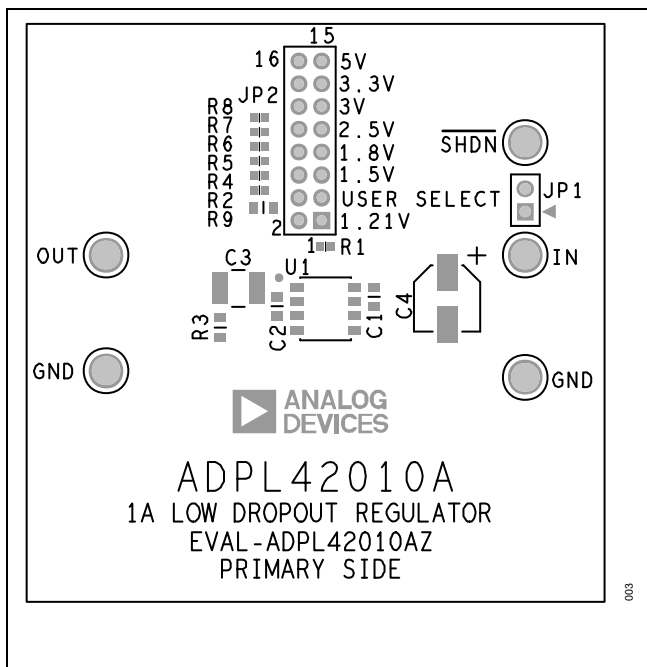 15
16 5V
3.3V
JP2 3V
R8
R7 2.5V
R6 1.8V SHDN
R5 1.5V
R4
R2 USER SELECT JP1
R9 2 1.21V
1 R1
OUT C3 U1 + IN
R3 C2 C1 C4
GND GND
ANALOG
DEVICES
ADPL42010A
1A LOW DROPOUT REGULATOR
EVAL-ADPL42010AZ
PRIMARY SIDE
003